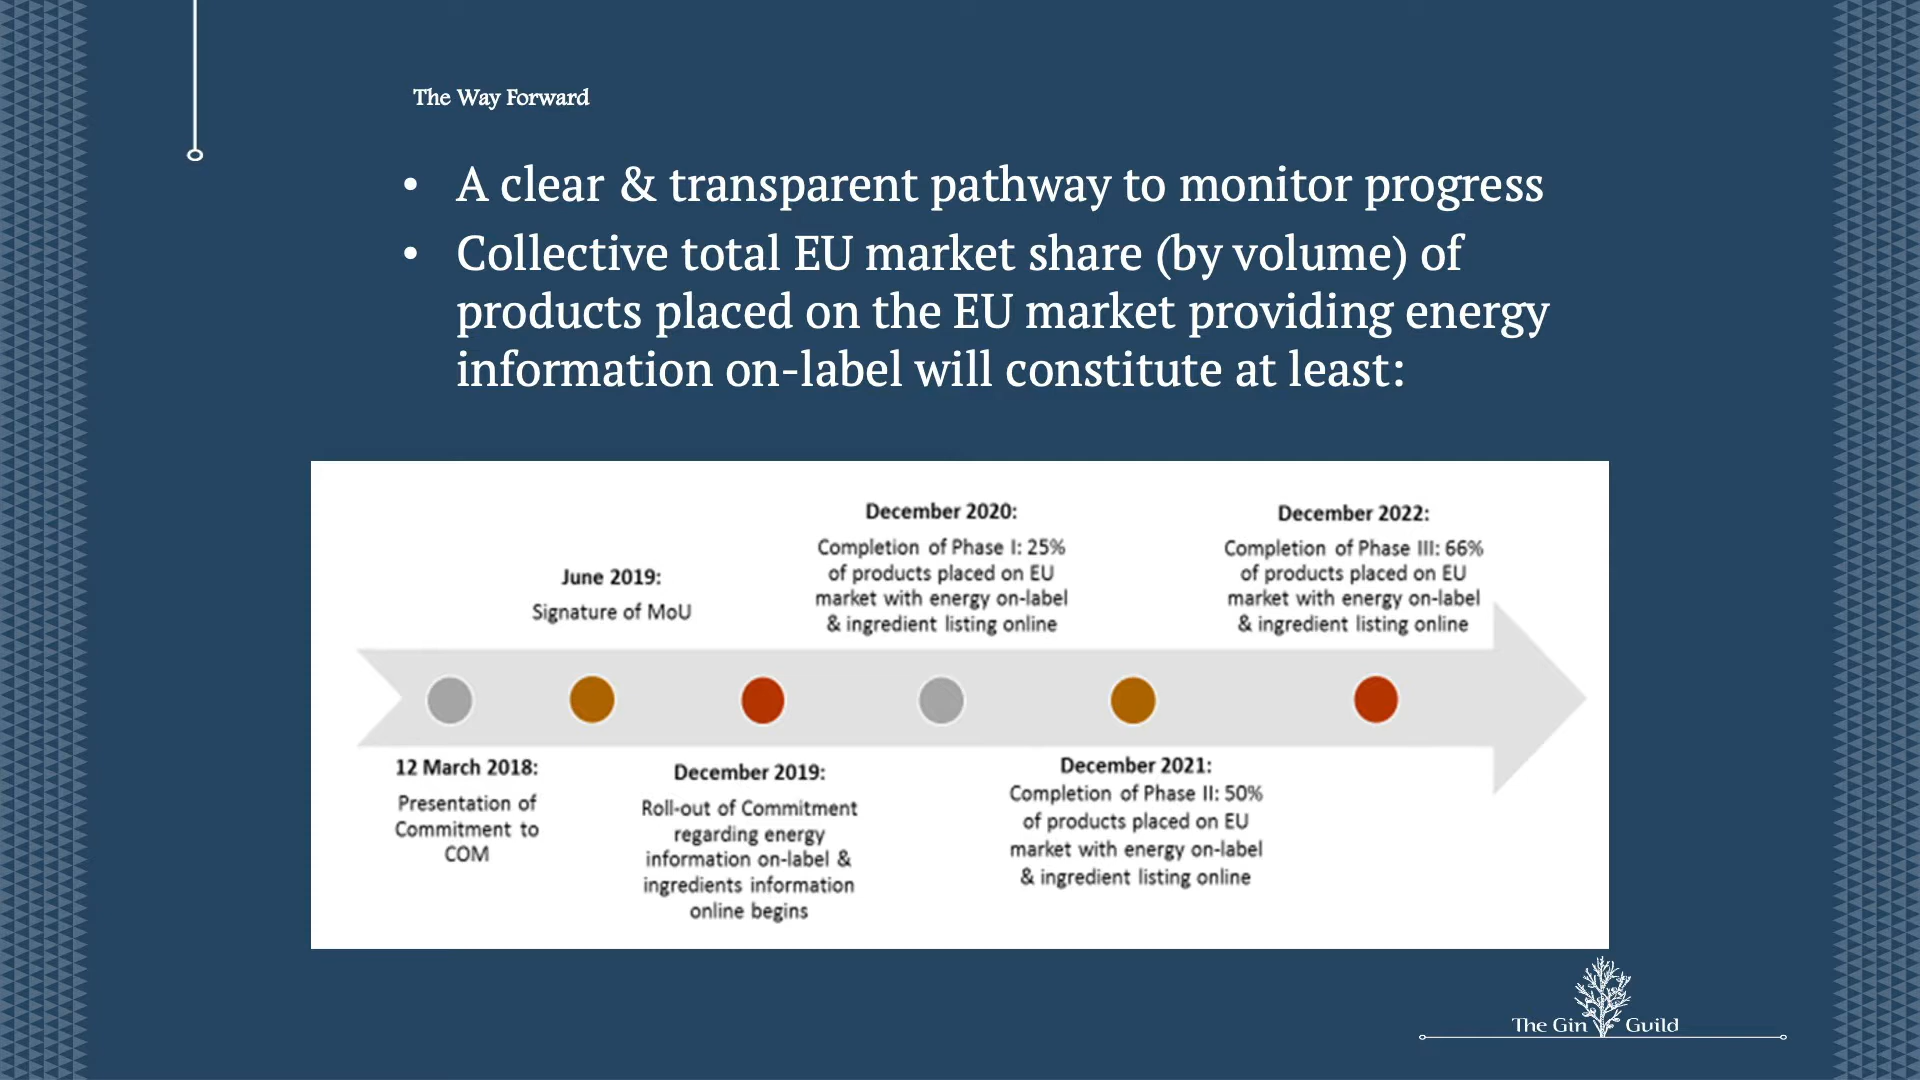 The Way Forward
• A clear & transparent pathway to monitor progress
• Collective total EU market share (by volume) of
products placed on the EU market providing energy
information on-label will constitute at least:
12 March 2018:
Presentation of
Commitment to
COM
June 2019:
Signature of MoU
December 2019:
Roll-out of Commitment
regarding energy
information on-label &
ingredients information
online begins
December 2020:
Completion of Phase I: 25%
of products placed on EU
market with energy on-label
& ingredient listing online
December 2021:
Completion of Phase II: 50%
of products placed on EU
market with energy on-label
& ingredient listing online
December 2022:
Completion of Phase III: 66%
of products placed on EU
market with energy on-label
& ingredient listing online
The Gin Guild